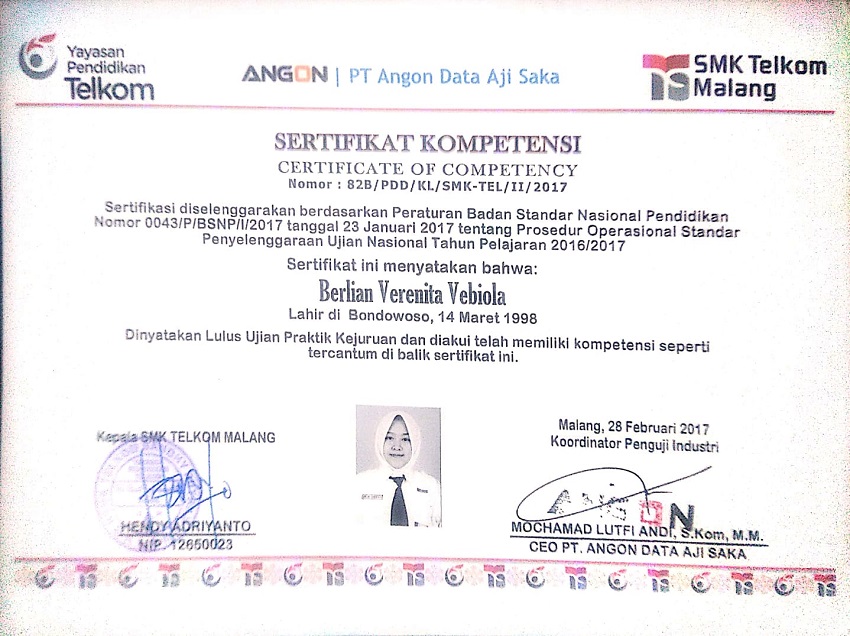 Yayasan
Pendidikan
Telkom
ANGON | PT Angon Data Aji Saka
SMK Telkom
Malang
SERTIFIKAT KOMPETENSI
CERTIFICATE OF COMPETENCY
Nomor : 82B/PDD/KL/SMK-TEL/II/2017
Sertifikasi diselenggarakan berdasarkan Peraturan Badan Standar Nasional Pendidikan
Nomor 0043/P/BSNP/I/2017 tanggal 23 Januari 2017 tentang Prosedur Operasional Standar
Penyelenggaraan Ujian Nasional Tahun Pelajaran 2016/2017
Sertifikat ini menyatakan bahwa:
Berlian Verenita Vebiola
Lahir di Bondowoso, 14 Maret 1998
Dinyatakan Lulus Ujian Praktik Kejuruan dan diakui telah memiliki kompetensi seperti
tercantum di balik sertifikat ini.
Kepala SMK TELKOM MALANG
HENDY ADRIYANTO
NIP. 12650023
Malang, 28 Februari 2017
Koordinator Penguji Industri
ANGON
MOCHAMAD LUTFI ANDI, S.Kom, M.M.
CEO PT. ANGON DATA AJI SAKA